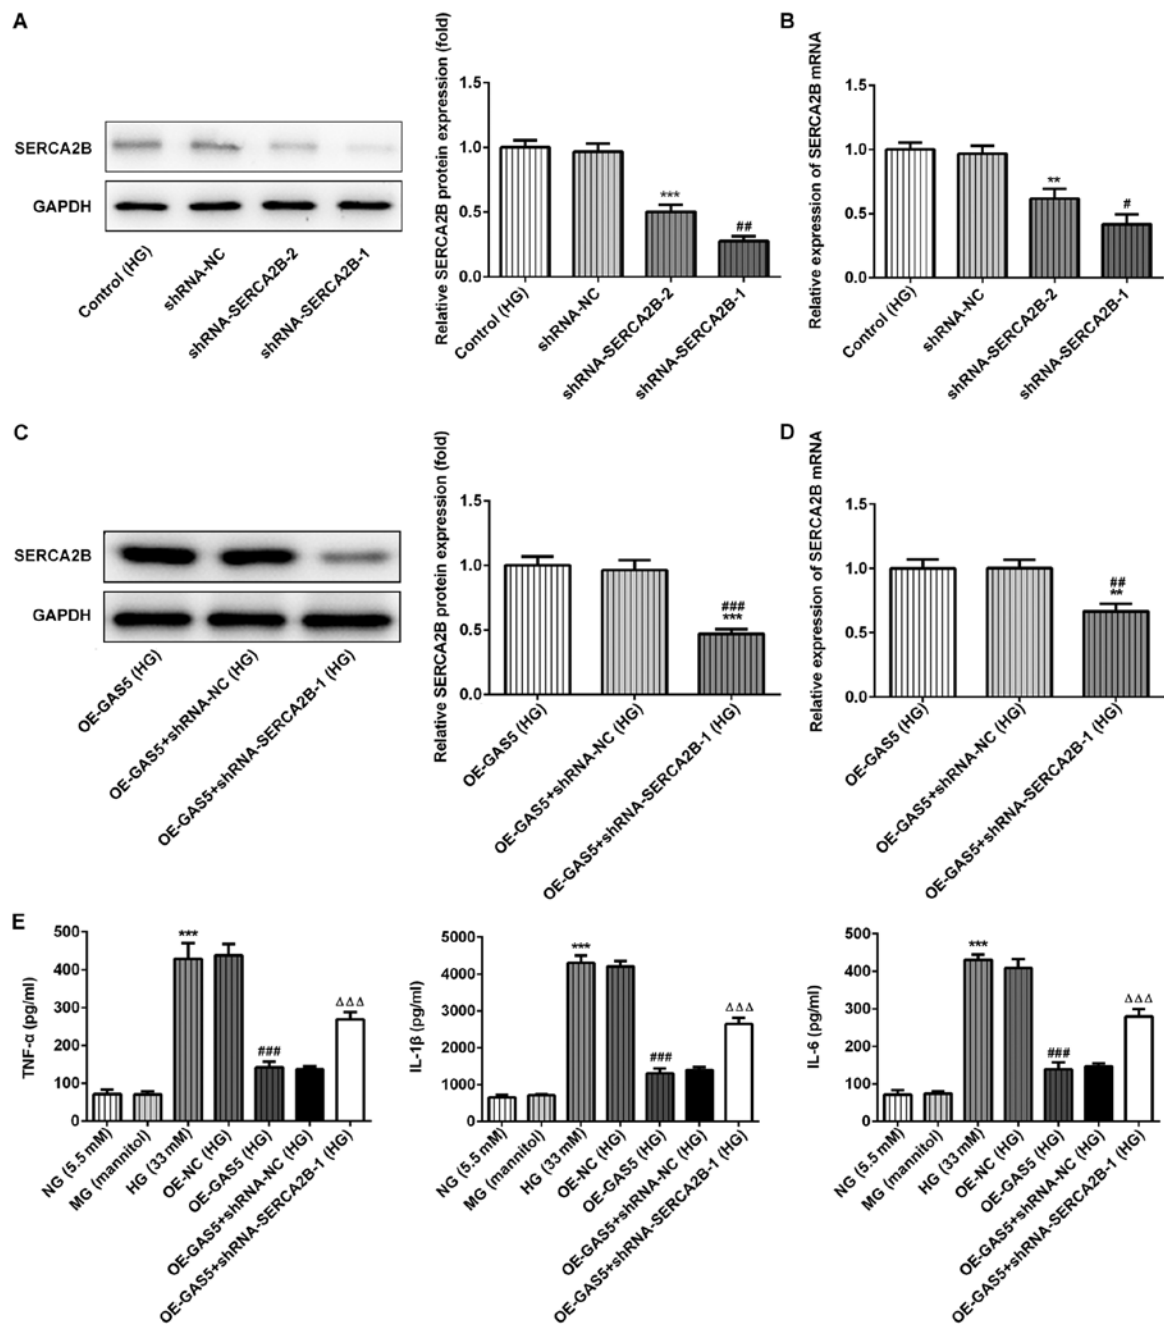 A
SERCA2B
GAPDH
Control (HG)
shRNA-NC
shRNA-SERCA2B-2
shRNA-SERCA2B-1
Relative SERCA2B protein expression (fold)
1.5
1.0
0.5
0.0
***
##
Control (HG)
shRNA-NC
shRNA-SERCA2B-2
shRNA-SERCA2B-1
B
Relative expression of SERCA2B mRNA
1.5
1.0
0.5
0.0
**
#
Control (HG)
shRNA-NC
shRNA-SERCA2B-2
shRNA-SERCA2B-1
C
SERCA2B
GAPDH
OE-GAS5 (HG)
OE-GAS5+shRNA-NC (HG)
OE-GAS5+shRNA-SERCA2B-1 (HG)
Relative SERCA2B protein expression (fold)
1.5
1.0
0.5
0.0
###
***
OE-GAS5 (HG)
OE-GAS5+shRNA-NC (HG)
OE-GAS5+shRNA-SERCA2B-1 (HG)
D
Relative expression of SERCA2B mRNA
1.5
1.0
0.5
0.0
##
**
OE-GAS5 (HG)
OE-GAS5+shRNA-NC (HG)
OE-GAS5+shRNA-SERCA2B-1 (HG)
E
TNF-α (pg/ml)
500
400
300
200
100
0
***
###
ΔΔΔ
NG (5.5 mM)
MG (mannitol)
HG (33 mM)
OE-NC (HG)
OE-GAS5 (HG)
OE-GAS5+shRNA-NC (HG)
OE-GAS5+shRNA-SERCA2B-1 (HG)
IL-1β (pg/ml)
5000
4000
3000
2000
1000
0
***
###
ΔΔΔ
NG (5.5 mM)
MG (mannitol)
HG (33 mM)
OE-NC (HG)
OE-GAS5 (HG)
OE-GAS5+shRNA-NC (HG)
OE-GAS5+shRNA-SERCA2B-1 (HG)
IL-6 (pg/ml)
500
400
300
200
100
0
***
###
ΔΔΔ
NG (5.5 mM)
MG (mannitol)
HG (33 mM)
OE-NC (HG)
OE-GAS5 (HG)
OE-GAS5+shRNA-NC (HG)
OE-GAS5+shRNA-SERCA2B-1 (HG)